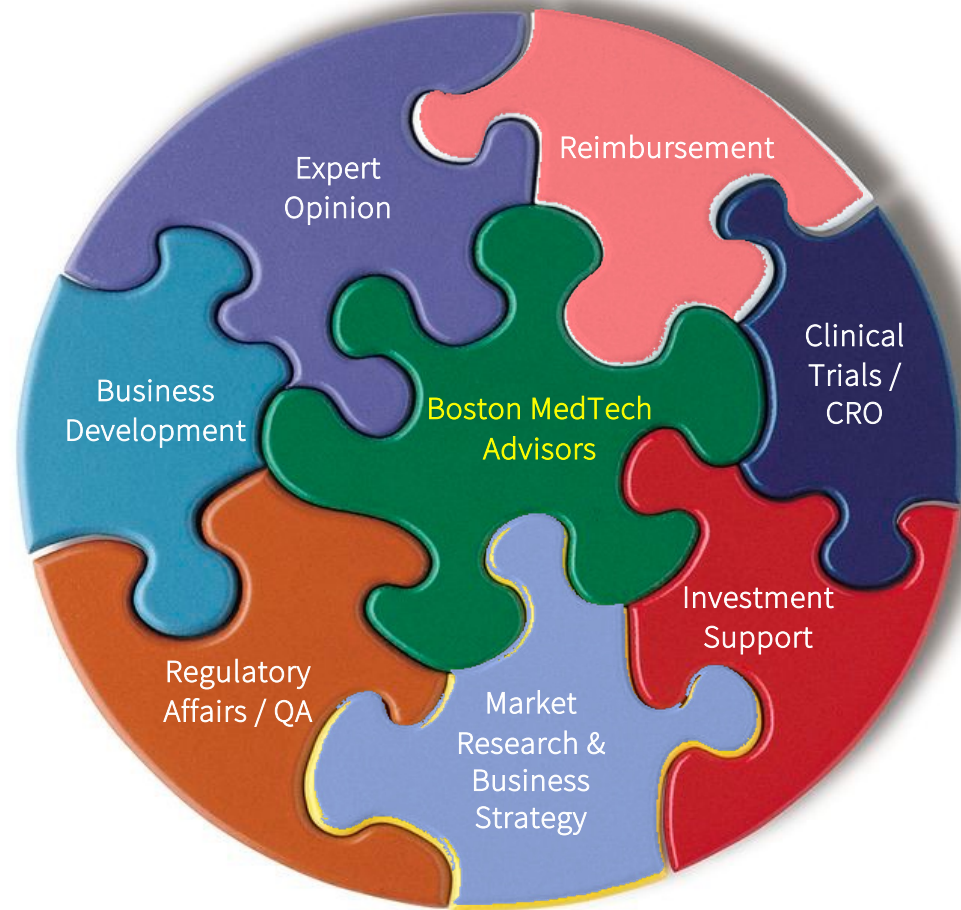 Expert
Opinion
Reimbursement
Clinical
Trials /
CRO
Business
Development
Boston MedTech
Advisors
Investment
Support
Regulatory
Affairs / QA
Market
Research &
Business
Strategy